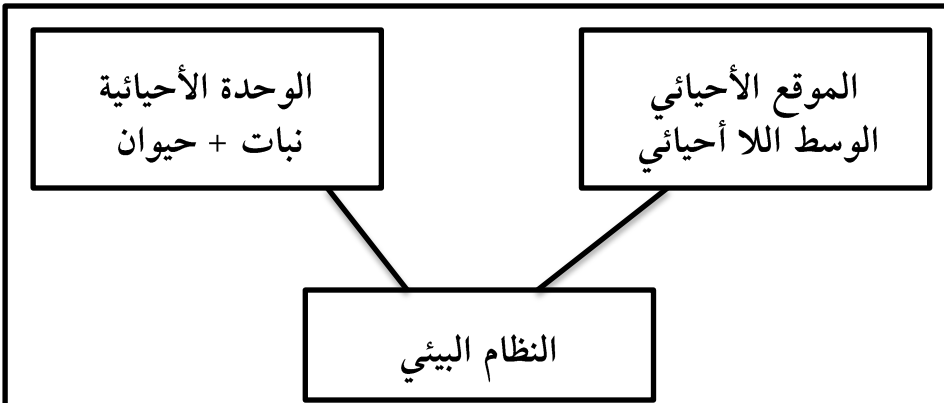 الموقع الأحيائي
الوسط اللا أحيائي
الوحدة الأحيائية
نبات + حيوان
النظام البيئي